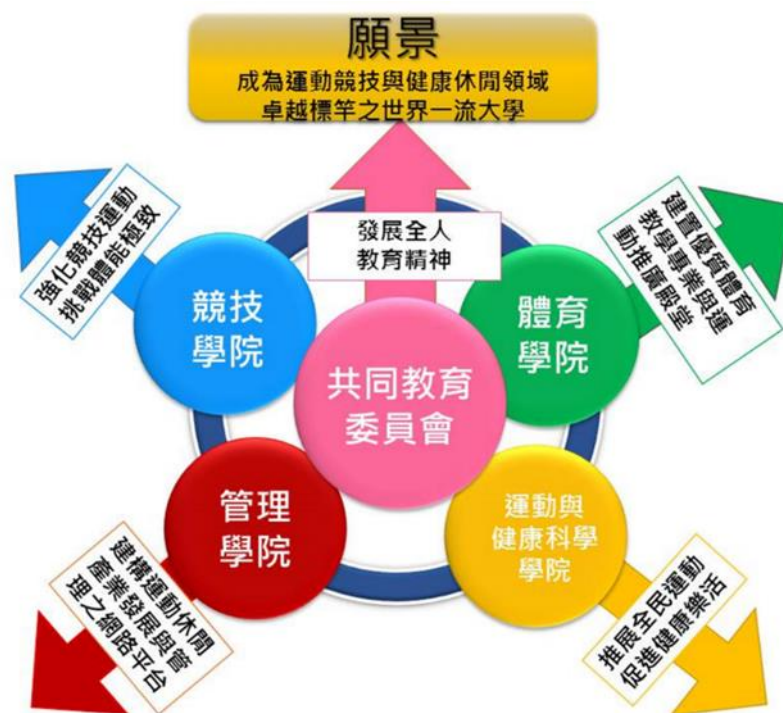 願景
成為運動競技與健康休閒領域
卓越標竿之世界一流大學
強化競技運動
挑戰體能極致
發展全人
教育精神
建置優質體育
教學專業與運
動推廣殿堂
競技
學院
體育
學院
共同教育
委員會
管理
學院
運動與
健康科學
學院
建構運動休閒
產業發展與管
理之網路平台
推展全民運動
促進健康樂活